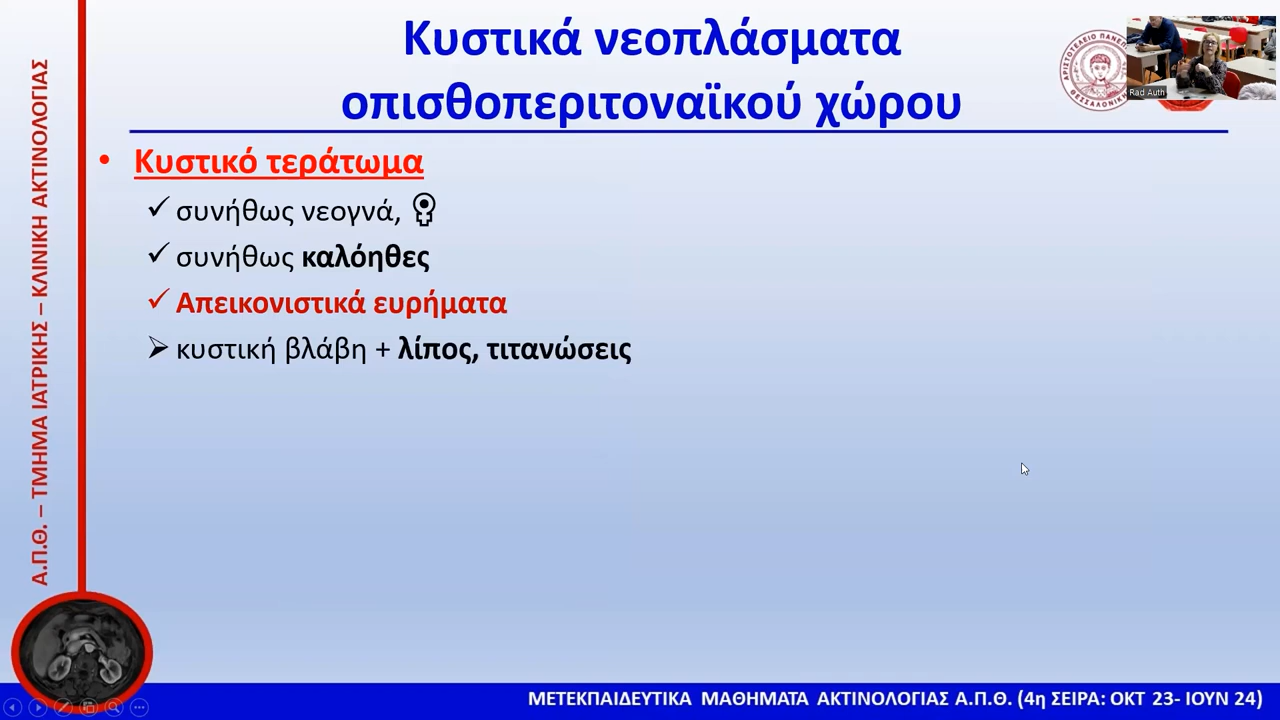 Κυστικά νεοπλάσματα
οπισθοπεριτοναϊκού χώρου
• Κυστικό τεράτωμα
✓ συνήθως νεογνά,
✓ συνήθως καλόηθες
✓ Απεικονιστικά ευρήματα
➢ κυστική βλάβη + λίπος, τιτανώσεις
Α.Π.Θ. – ΤΜΗΜΑ ΙΑΤΡΙΚΗΣ – ΚΛΙΝΙΚΗ ΑΚΤΙΝΟΛΟΓΙΑΣ
Rad Auth
ΜΕΤΕΚΠΑΙΔΕΥΤΙΚΑ ΜΑΘΗΜΑΤΑ ΑΚΤΙΝΟΛΟΓΙΑΣ Α.Π.Θ. (4η ΣΕΙΡΑ: ΟΚΤ 23- ΙΟΥΝ 24)